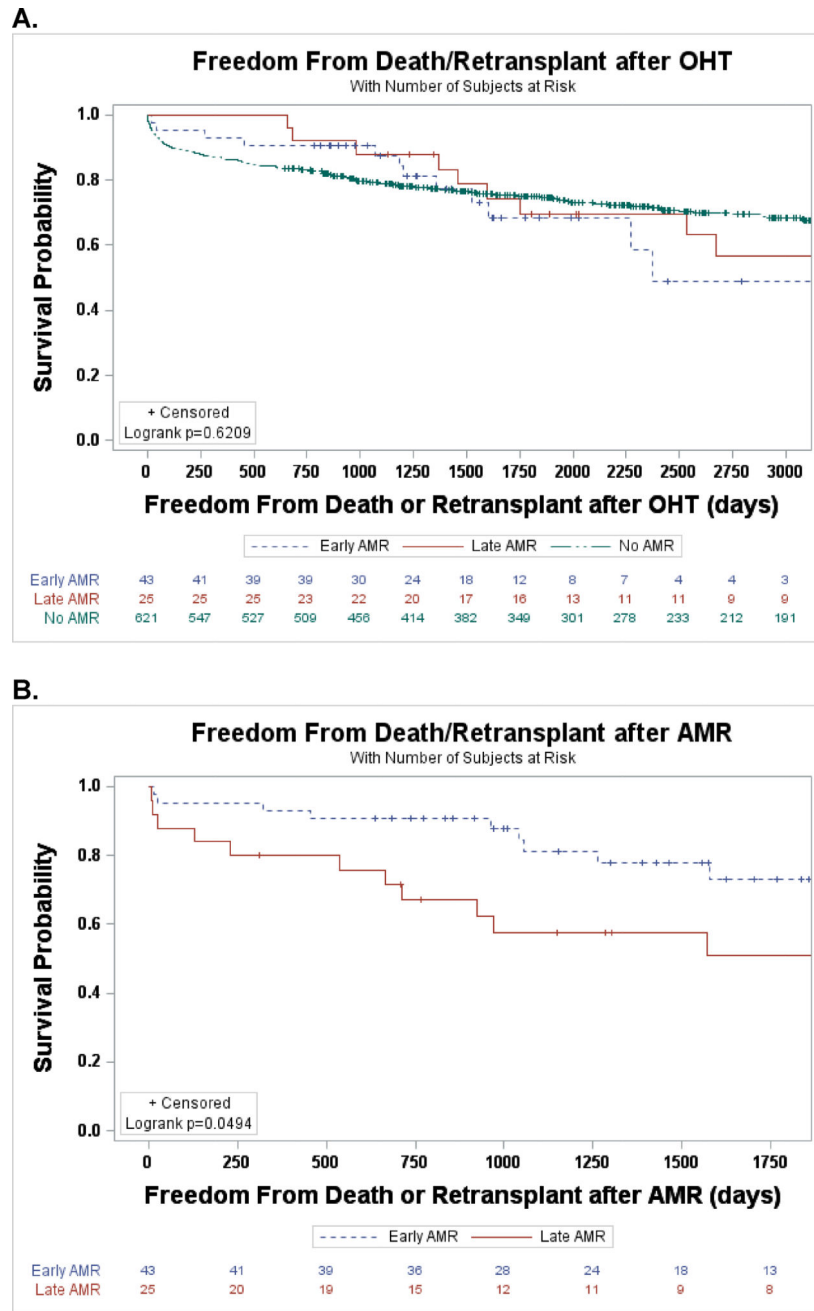 A.
Freedom From Death/Retransplant after OHT
With Number of Subjects at Risk
Survival Probability
1.0
0.8
0.6
0.4
0.2
0.0
+ Censored
Logrank p=0.6209
0 250 500 750 1000 1250 1500 1750 2000 2250 2500 2750 3000
Freedom From Death or Retransplant after OHT (days)
Early AMR Late AMR No AMR
Early AMR 43 41 39 39 30 24 18 12 8 7 4 4 3
Late AMR 25 25 25 23 22 20 17 16 13 11 11 9 9
No AMR 621 547 527 509 456 414 382 349 301 278 233 212 191
B.
Freedom From Death/Retransplant after AMR
With Number of Subjects at Risk
Survival Probability
1.0
0.8
0.6
0.4
0.2
0.0
+ Censored
Logrank p=0.0494
0 250 500 750 1000 1250 1500 1750
Freedom From Death or Retransplant after AMR (days)
Early AMR Late AMR
Early AMR 43 41 39 36 28 24 18 13
Late AMR 25 20 19 15 12 11 9 8